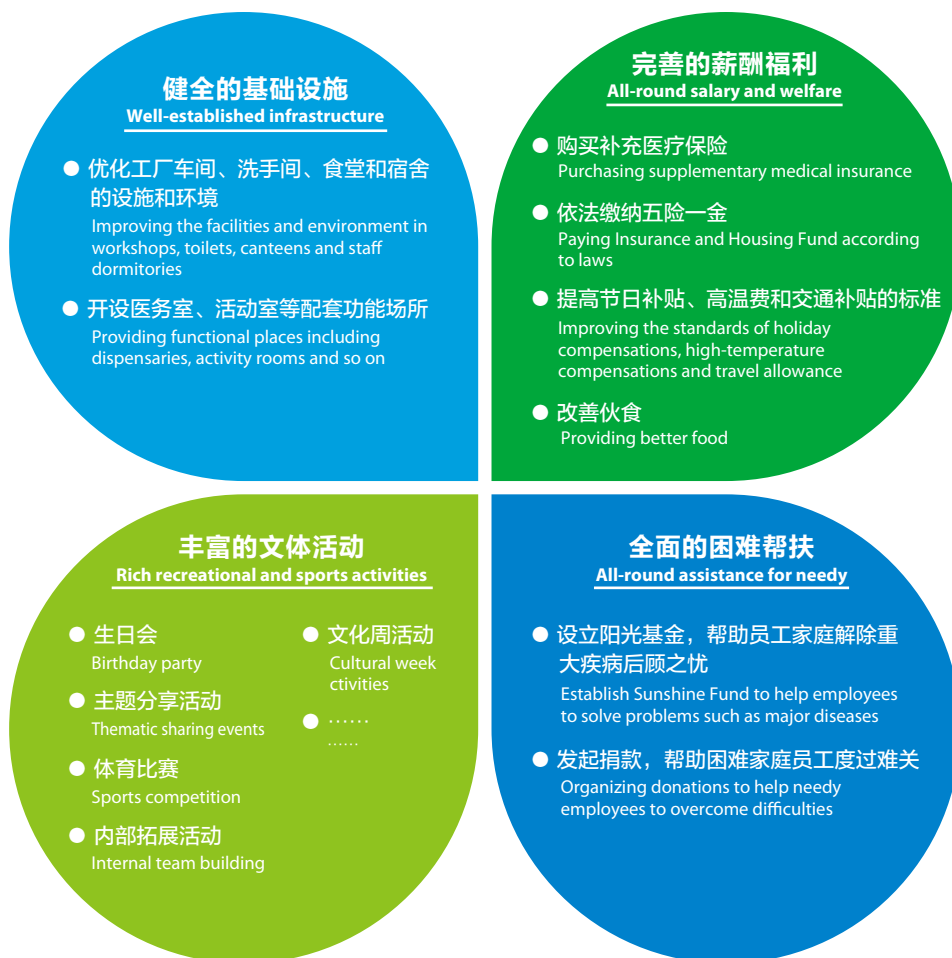 健全的基础设施
Well-established infrastructure
● 优化工厂车间、洗手间、食堂和宿舍
的设施和环境
Improving the facilities and environment in
workshops, toilets, canteens and staff
dormitories
● 开设医务室、活动室等配套功能场所
Providing functional places including
dispensaries, activity rooms and so on
完善的薪酬福利
All-round salary and welfare
● 购买补充医疗保险
Purchasing supplementary medical insurance
● 依法缴纳五险一金
Paying Insurance and Housing Fund according
to laws
● 提高节日补贴、高温费和交通补贴的标准
Improving the standards of holiday
compensations, high-temperature
compensations and travel allowance
● 改善伙食
Providing better food
丰富的文体活动
Rich recreational and sports activities
● 生日会
Birthday party
● 主题分享活动
Thematic sharing events
● 体育比赛
Sports competition
● 内部拓展活动
Internal team building
● 文化周活动
Cultural week
ctivities
● ......
......
全面的困难帮扶
All-round assistance for needy
● 设立阳光基金，帮助员工家庭解除重
大疾病后顾之忧
Establish Sunshine Fund to help employees
to solve problems such as major diseases
● 发起捐款，帮助困难家庭员工度过难关
Organizing donations to help needy
employees to overcome difficulties